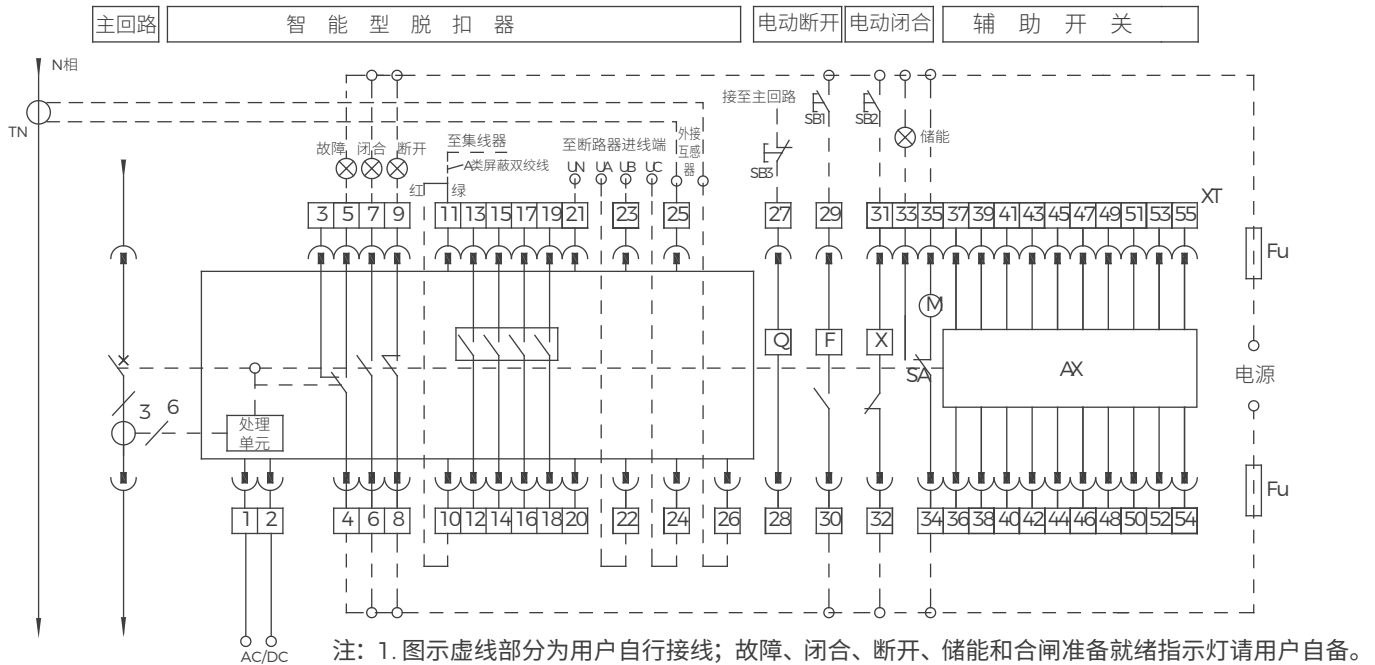 主回路 智 能 型 脱 扣 器 电动断开 电动闭合 辅 助 开 关
N相
TN
接至主回路
SB1
SB2
SB3
储能
至集线器
A类屏蔽双绞线
红 绿
至断路器进线端
UN UA UB UC
外接
互感
器
故障 闭合 断开
3 5 7 9 11 13 15 17 19 21 23 25 27 29 31 33 35 37 39 41 43 45 47 49 51 53 55
XT
Fu
M
Q F X
SA
AX
电源
3 6
处理
单元
Fu
1 2 4 6 8 10 12 14 16 18 20 22 24 26 28 30 32 34 36 38 40 42 44 46 48 50 52 54
AC/DC
注：1. 图示虚线部分为用户自行接线；故障、闭合、断开、储能和合闸准备就绪指示灯请用户自备。